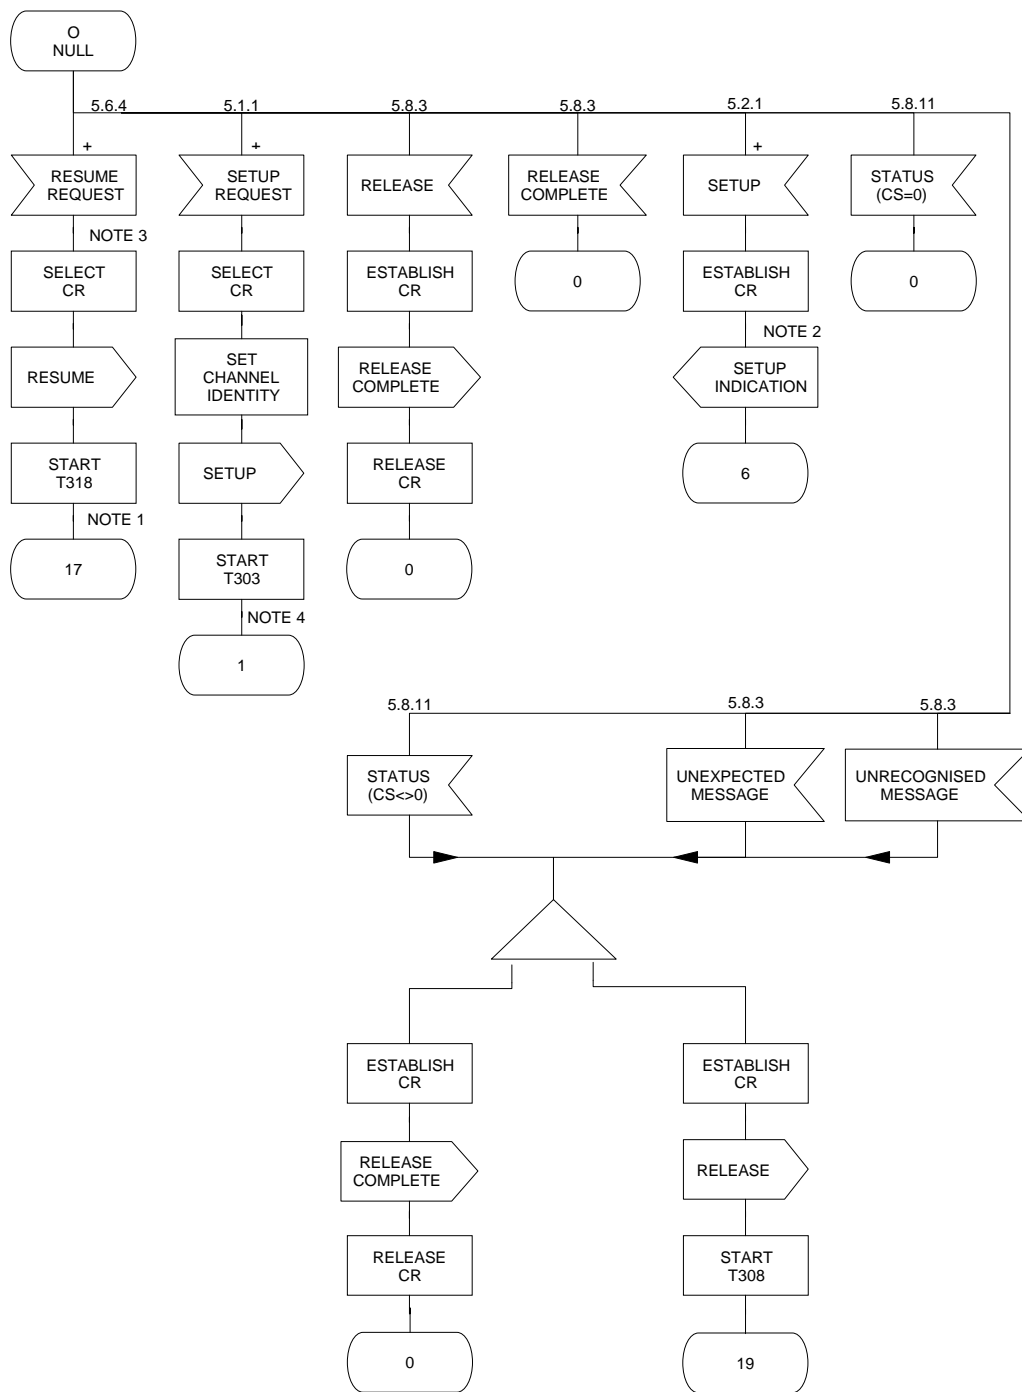 O
NULL
5.6.4
5.1.1
5.8.3
5.8.3
5.2.1
5.8.11
+
+
+
RESUME
REQUEST
SETUP
REQUEST
RELEASE
RELEASE
COMPLETE
SETUP
STATUS
(CS=0)
NOTE 3
SELECT
CR
SELECT
CR
ESTABLISH
CR
0
ESTABLISH
CR
0
NOTE 2
RESUME
SET
CHANNEL
IDENTITY
RELEASE
COMPLETE
SETUP
INDICATION
START
T318
SETUP
RELEASE
CR
6
NOTE 1
17
START
T303
0
NOTE 4
1
5.8.11
5.8.3
5.8.3
STATUS
(CS<>0)
UNEXPECTED
MESSAGE
UNRECOGNISED
MESSAGE
ESTABLISH
CR
ESTABLISH
CR
RELEASE
COMPLETE
RELEASE
RELEASE
CR
START
T308
0
19